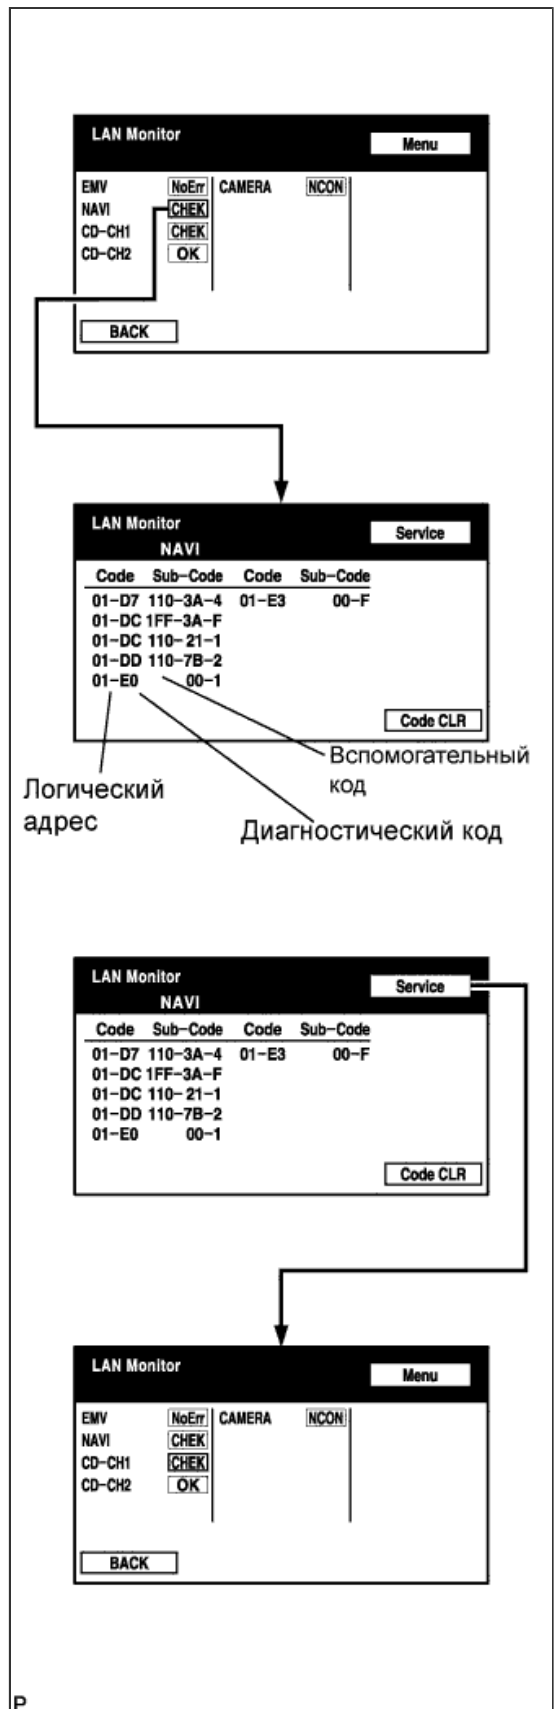 LAN Monitor
Menu
EMV NoErr CAMERA NCON
NAVI CHEK
CD-CH1 CHEK
CD-CH2 OK
BACK
LAN Monitor
Service
NAVI
Code Sub-Code Code Sub-Code
01-D7 110-3A-4 01-E3 00-F
01-DC 1FF-3A-F
01-DC 110-21-1
01-DD 110-7B-2
01-E0 00-1
Code CLR
Вспомогательный
код
Логический
адрес
Диагностический код
LAN Monitor
Service
NAVI
Code Sub-Code Code Sub-Code
01-D7 110-3A-4 01-E3 00-F
01-DC 1FF-3A-F
01-DC 110-21-1
01-DD 110-7B-2
01-E0 00-1
Code CLR
LAN Monitor
Menu
EMV NoErr CAMERA NCON
NAVI CHEK
CD-CH1 CHEK
CD-CH2 OK
BACK
P